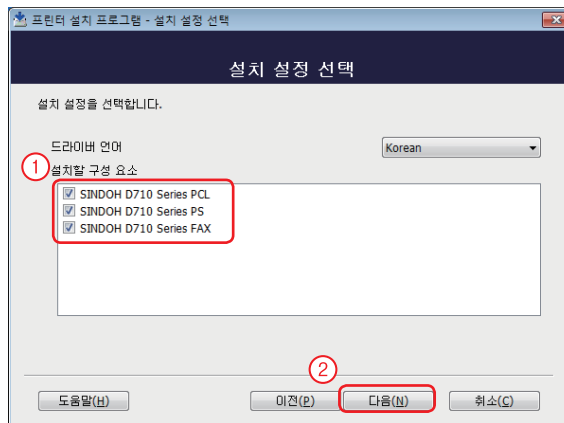 프린터 설치 프로그램 - 설치 설정 선택
설치 설정 선택
설치 설정을 선택합니다.
드라이버 언어
Korean
①
설치할 구성 요소
SINDOH D710 Series PCL
SINDOH D710 Series PS
SINDOH D710 Series FAX
②
도움말(H)
이전(P)
다음(N)
취소(C)